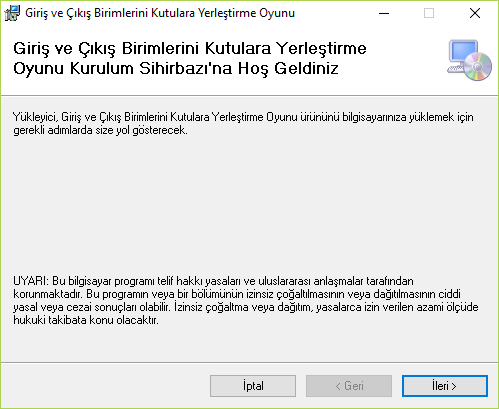 Giriş ve Çıkış Birimlerini Kutulara Yerleştirme Oyunu
Giriş ve Çıkış Birimlerini Kutulara Yerleştirme
Oyunu Kurulum Sihirbazı'na Hoş Geldiniz
Yükleyici, Giriş ve Çıkış Birimlerini Kutulara Yerleştirme Oyunu ürününü bilgisayarınıza yüklemek için
gerekli adımlarda size yol gösterecek.
UYARI: Bu bilgisayar programı telif hakkı yasaları ve uluslararası anlaşmalar tarafından
korunmaktadır. Bu programın veya bir bölümünün izinsiz çoğaltılmasının veya dağıtılmasının ciddi
yasal veya cezai sonuçları olabilir. İzinsiz çoğaltma veya dağıtım, yasalarca izin verilen azami ölçüde
hukuki takibata konu olacaktır.
İptal
< Geri
İleri >